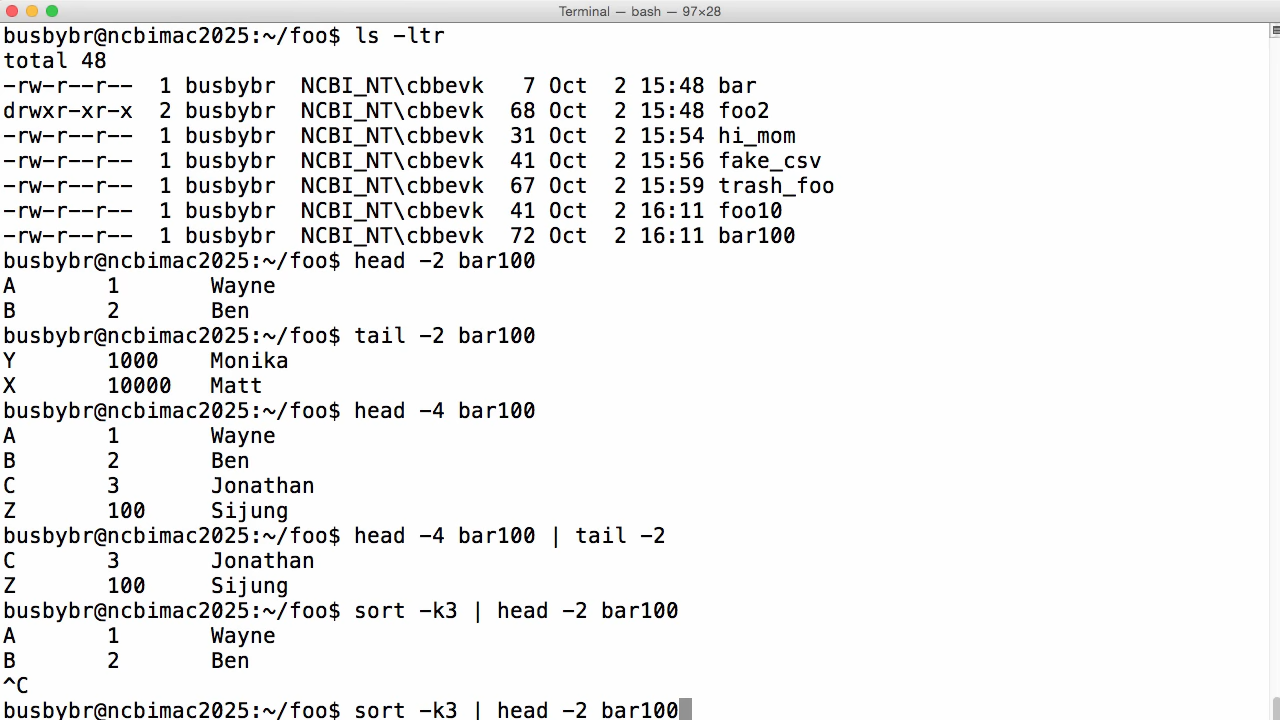 Terminal — bash — 97×28
busbybr@ncbimac2025:~/foo$ ls -ltr
total 48
-rw-r--r-- 1 busbybr NCBI_NT\cbbevk 7 Oct 2 15:48 bar
drwxr-xr-x 2 busbybr NCBI_NT\cbbevk 68 Oct 2 15:48 foo2
-rw-r--r-- 1 busbybr NCBI_NT\cbbevk 31 Oct 2 15:54 hi_mom
-rw-r--r-- 1 busbybr NCBI_NT\cbbevk 41 Oct 2 15:56 fake_csv
-rw-r--r-- 1 busbybr NCBI_NT\cbbevk 67 Oct 2 15:59 trash_foo
-rw-r--r-- 1 busbybr NCBI_NT\cbbevk 41 Oct 2 16:11 foo10
-rw-r--r-- 1 busbybr NCBI_NT\cbbevk 72 Oct 2 16:11 bar100
busbybr@ncbimac2025:~/foo$ head -2 bar100
A 1 Wayne
B 2 Ben
busbybr@ncbimac2025:~/foo$ tail -2 bar100
Y 1000 Monika
X 10000 Matt
busbybr@ncbimac2025:~/foo$ head -4 bar100
A 1 Wayne
B 2 Ben
C 3 Jonathan
Z 100 Sijung
busbybr@ncbimac2025:~/foo$ head -4 bar100 | tail -2
C 3 Jonathan
Z 100 Sijung
busbybr@ncbimac2025:~/foo$ sort -k3 | head -2 bar100
A 1 Wayne
B 2 Ben
^C
busbybr@ncbimac2025:~/foo$ sort -k3 | head -2 bar100